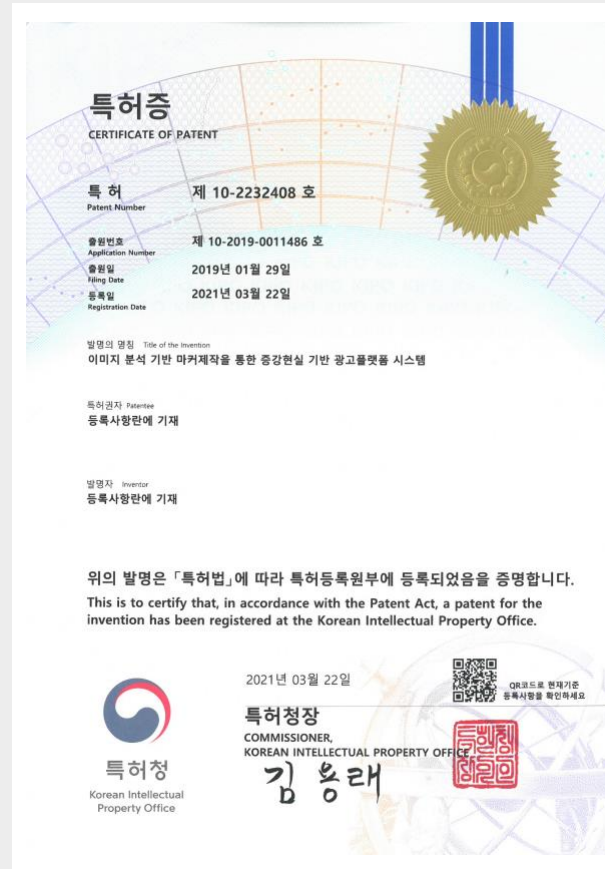 특허증
CERTIFICATE OF PATENT
특 허 제 10-2232408 호
Patent Number
출원번호 제 10-2019-0011486 호
Application Number
출원일 2019년 01월 29일
Filing Date
등록일 2021년 03월 22일
Registration Date
발명의 명칭 Title of the Invention
이미지 분석 기반 마커제작을 통한 증강현실 기반 광고플랫폼 시스템
특허권자 Patentee
등록사항란에 기재
발명자 Inventor
등록사항란에 기재
위의 발명은 「특허법」에 따라 특허등록원부에 등록되었음을 증명합니다.
This is to certify that, in accordance with the Patent Act, a patent for the
invention has been registered at the Korean Intellectual Property Office.
2021년 03월 22일
QR코드로 현재기준
등록사항을 확인하세요
특허청장
COMMISSIONER,
KOREAN INTELLECTUAL PROPERTY OFFICE
김용래
특허청
Korean Intellectual
Property Office